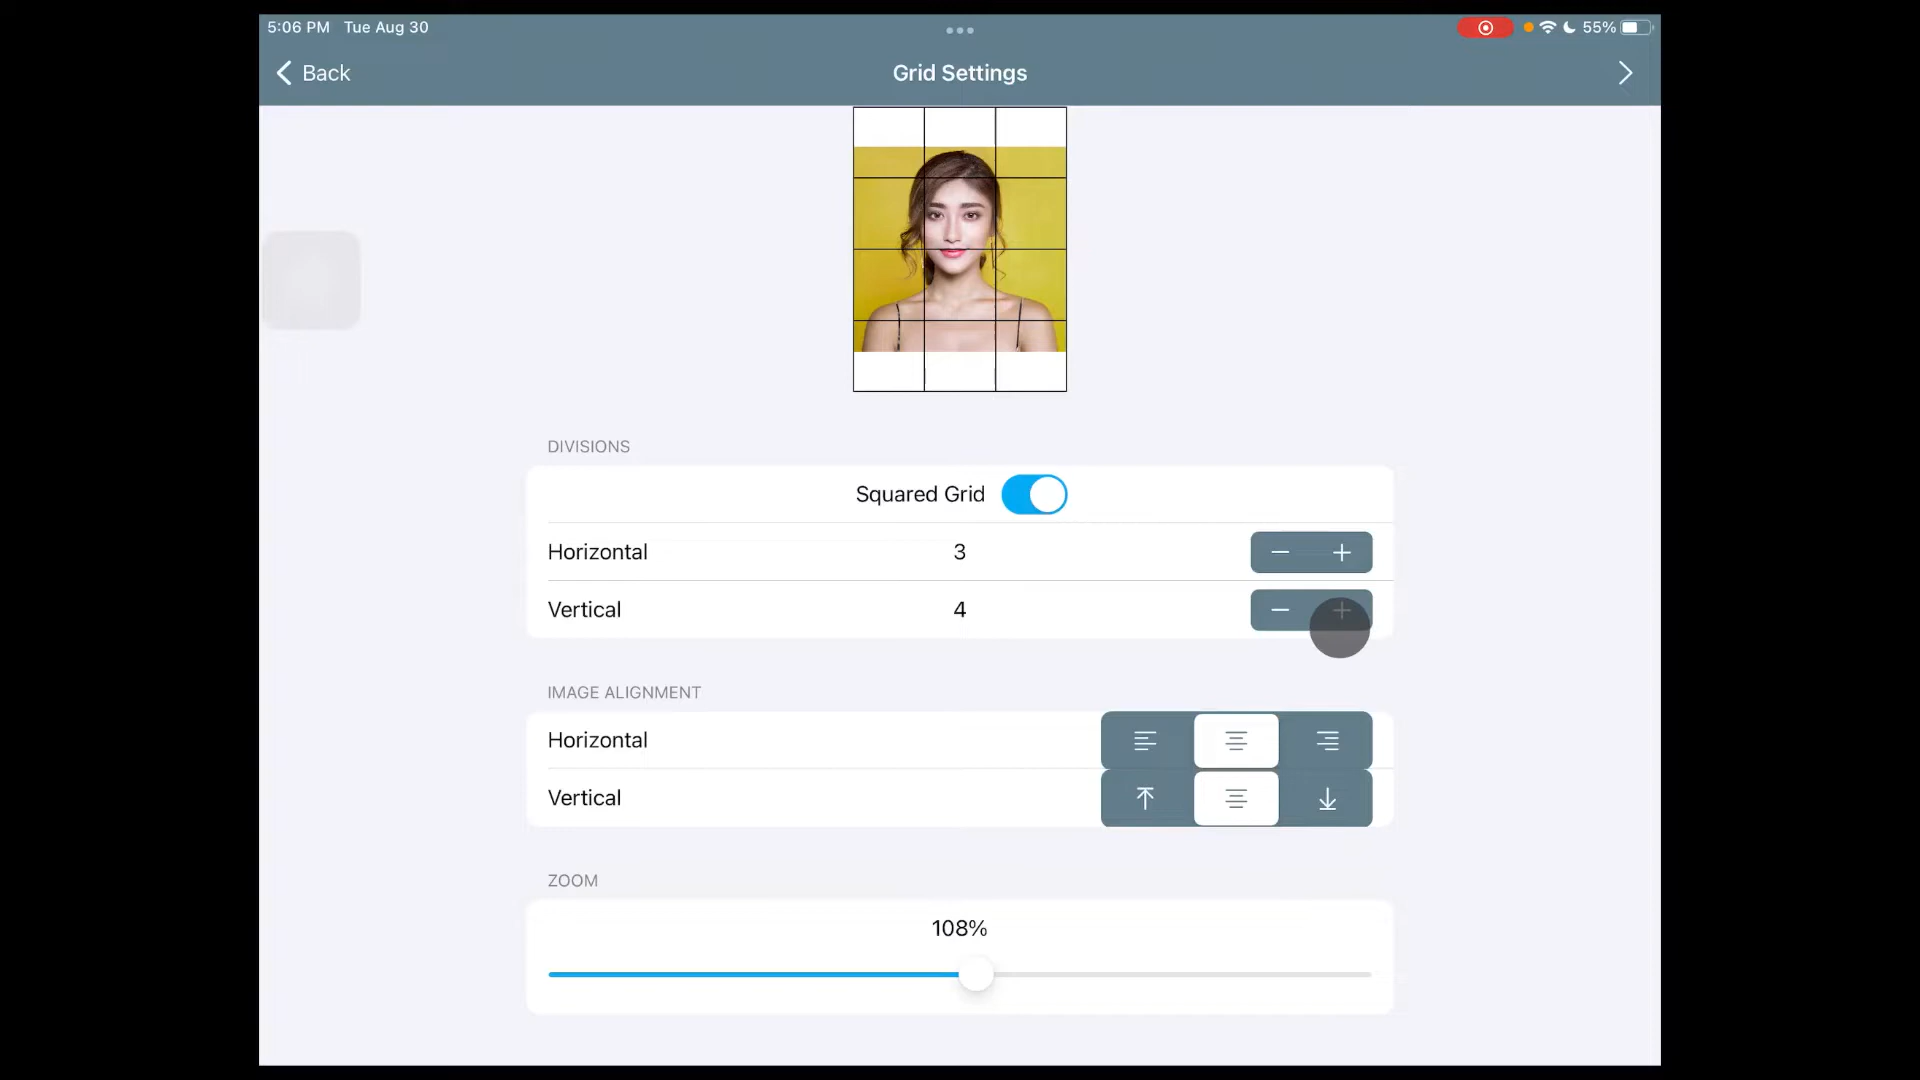 5:06 PM Tue Aug 30
55%
Back
Grid Settings
DIVISIONS
Squared Grid
Horizontal 3
Vertical 4
IMAGE ALIGNMENT
Horizontal
Vertical
ZOOM
108%